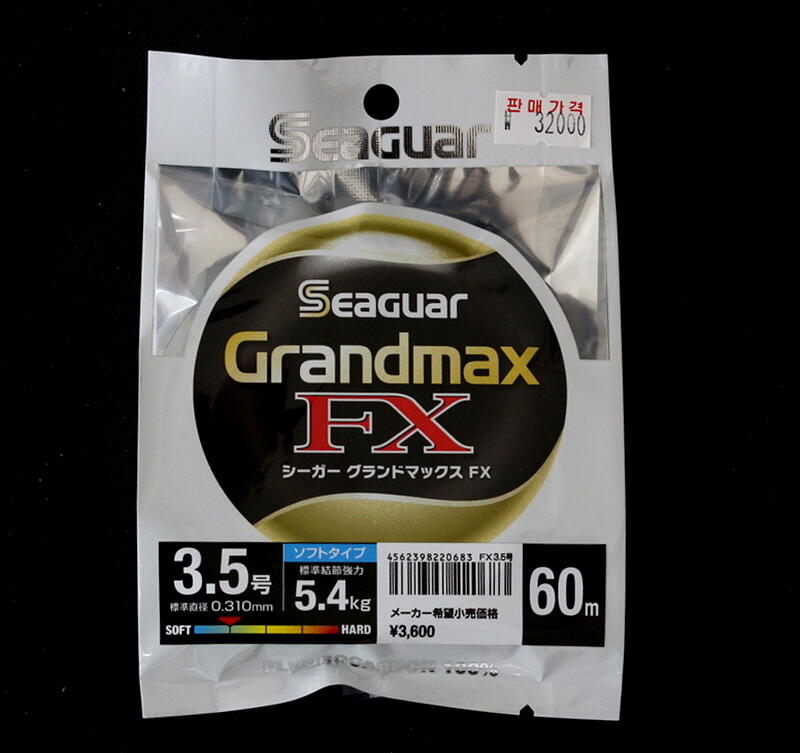 SEAGUAR
판매가격
₩ 32000
SEAGUAR
Grandmax
FX
シーガー グランドマックス FX
3.5号
標準直径 0.310mm
SOFT HARD
ソフトタイプ
標準結節強力
5.4kg
4562398220683 FX3.5号
メーカー希望小売価格
¥3,600
60m
FLUOROCARBON 100%